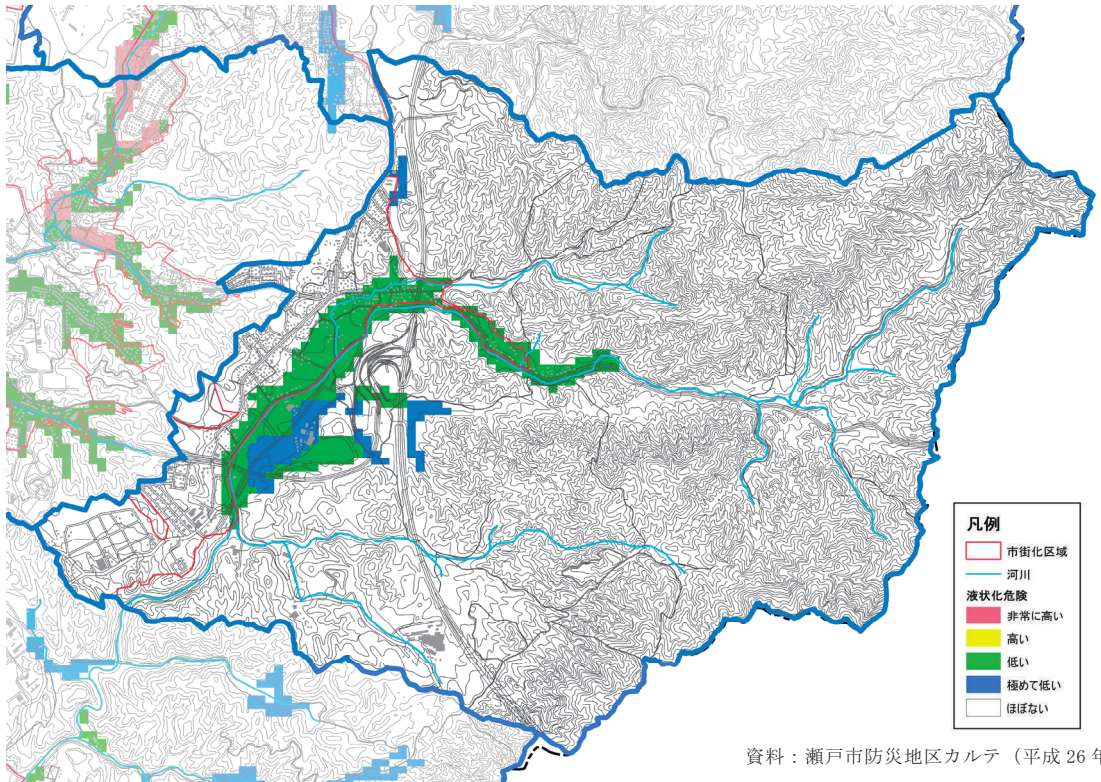 凡例
市街化区域
河川
液状化危険
非常に高い
高い
低い
極めて低い
ほぼない
資料：瀬戸市防災地区カルテ（平成 26 年